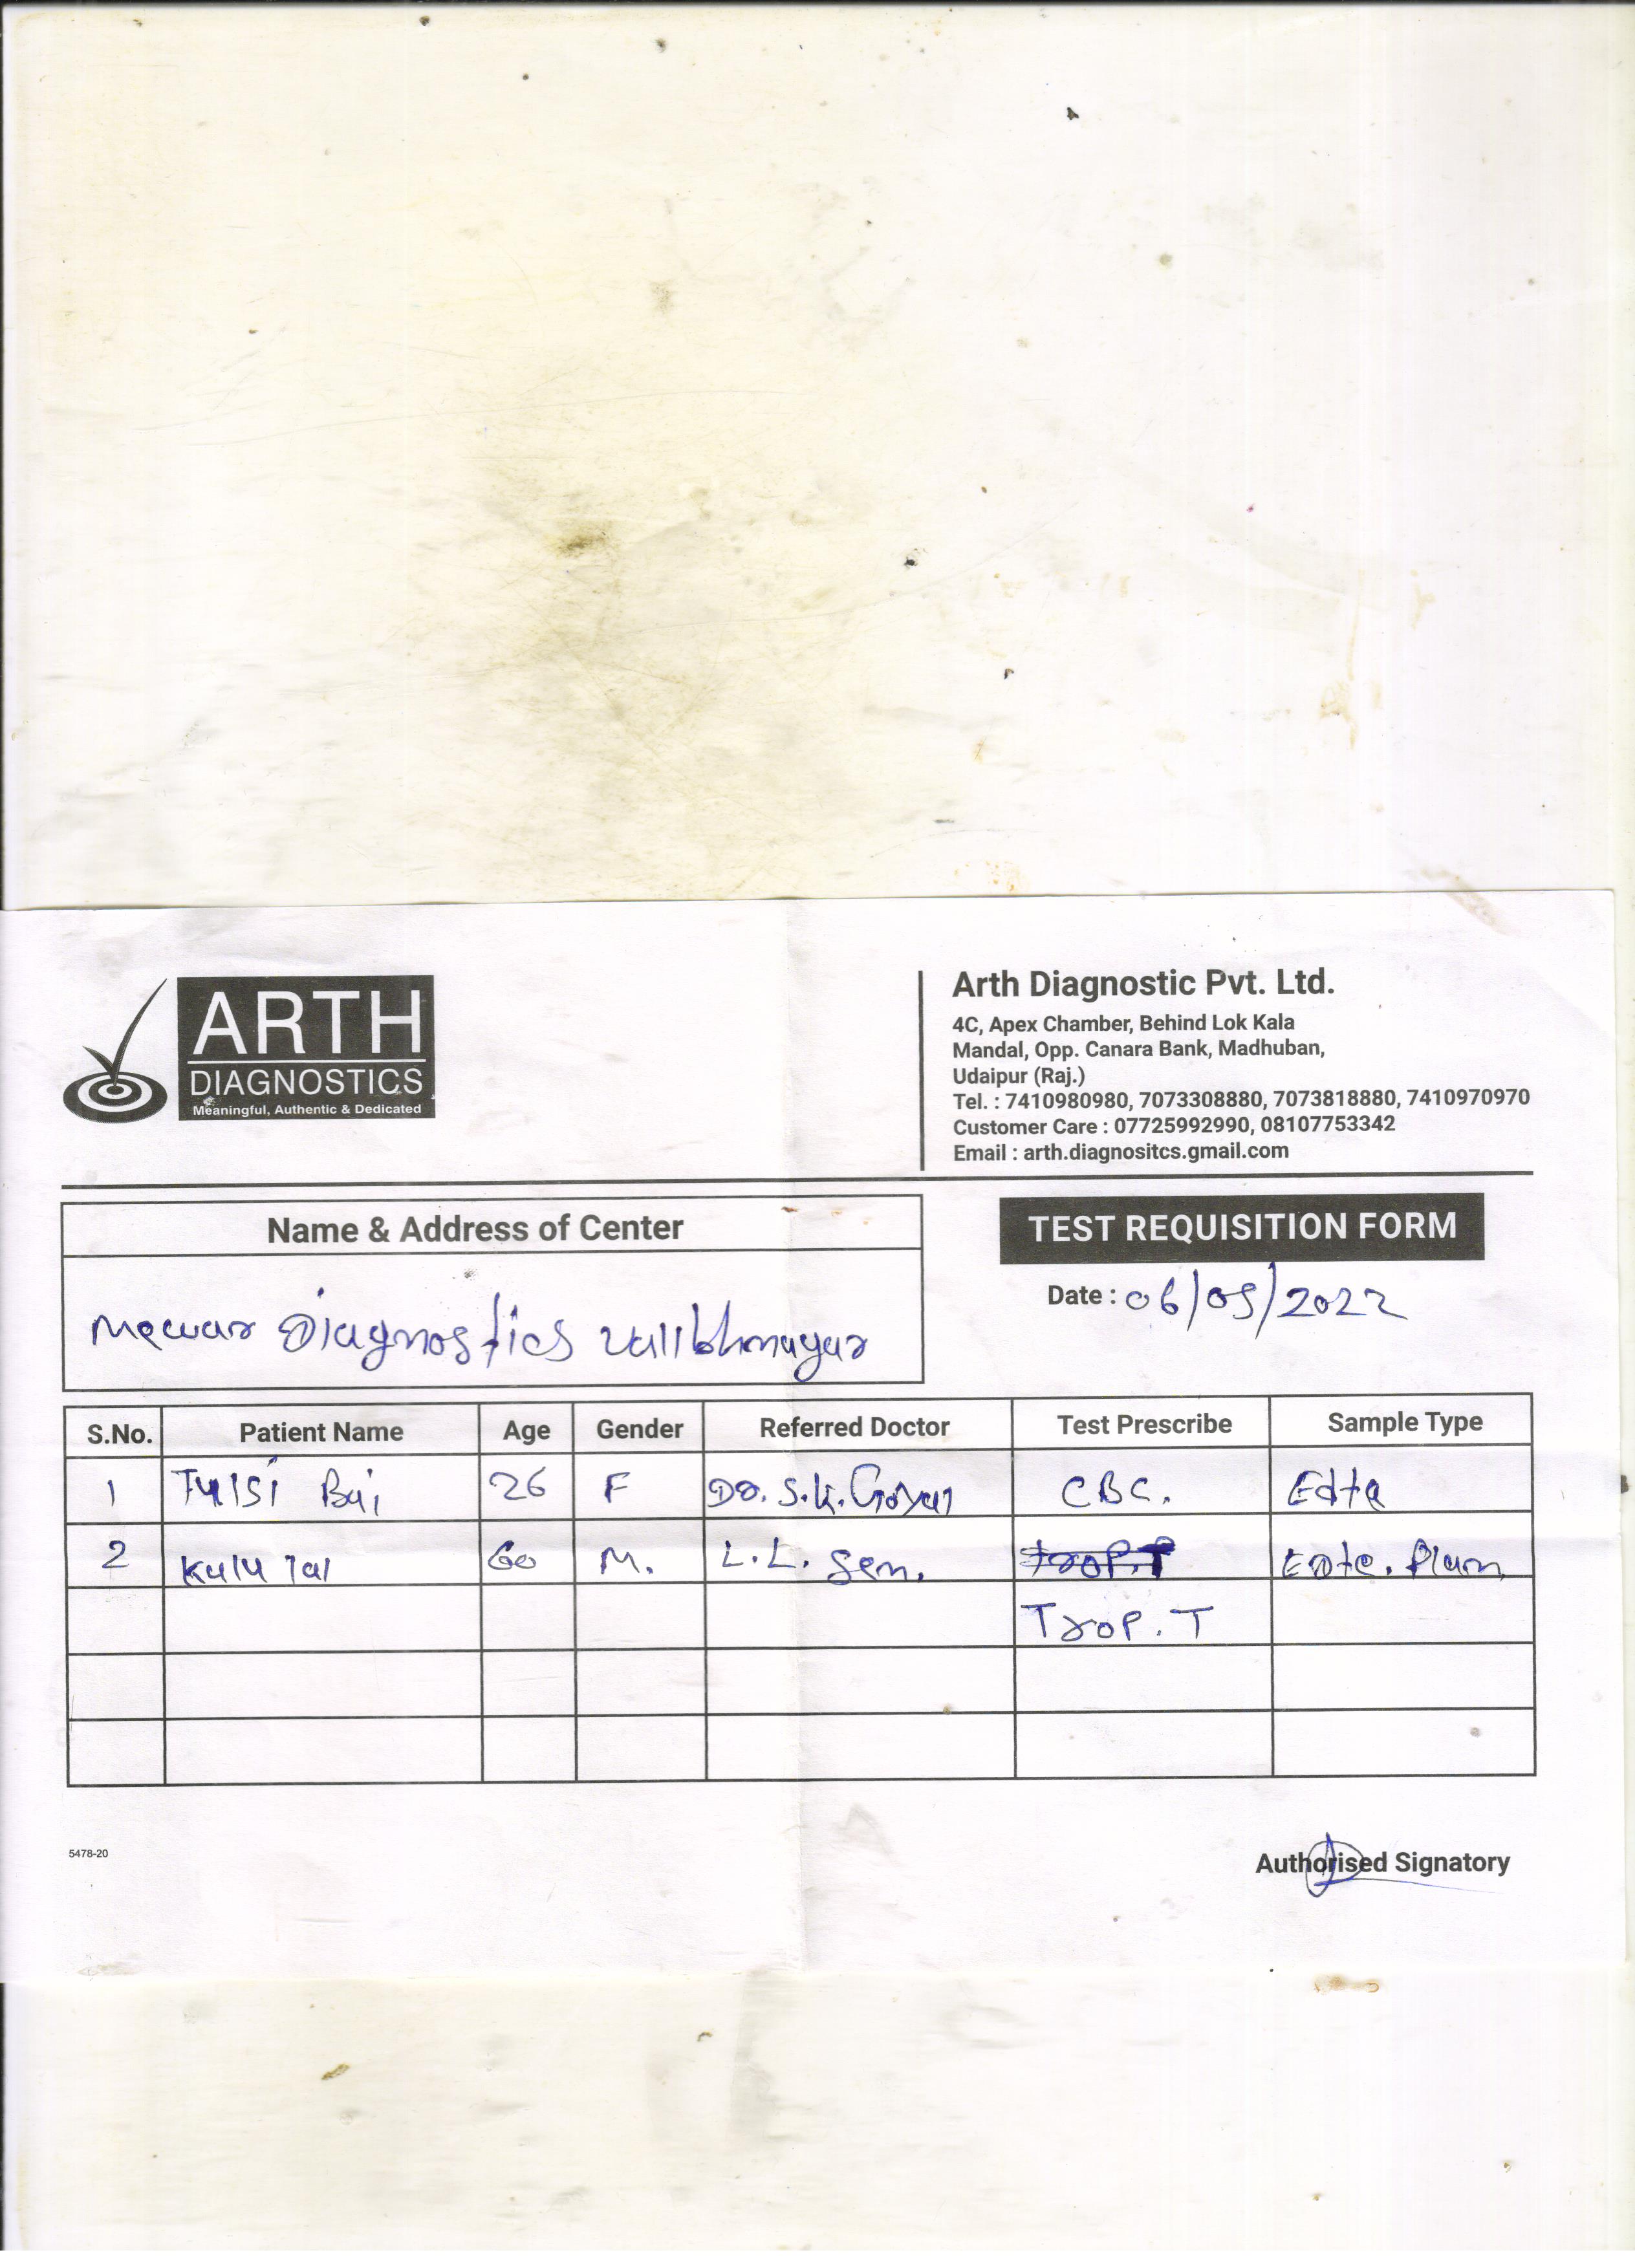 ARTH
DIAGNOSTICS
Meaningful, Authentic & Dedicated
Arth Diagnostic Pvt. Ltd.
4C, Apex Chamber, Behind Lok Kala
Mandal, Opp. Canara Bank, Madhuban,
Udaipur (Raj.)
Tel. : 7410980980, 7073308880, 7073818880, 7410970970
Customer Care : 07725992990, 08107753342
Email : arth.diagnositcs.gmail.com
Name & Address of Center
TEST REQUISITION FORM
Date : 06/05/2022
Mewar Diagnostics Vallbhnagar
S.No. Patient Name Age Gender Referred Doctor Test Prescribe Sample Type
1 Tulsi Bai 26 F Dr. S.K. Goyal CBC. Edta
2 Kalu lal 60 M. L.L. Sen. Trop.T Edta. Plain
Trop. T
5478-20
Authorised Signatory